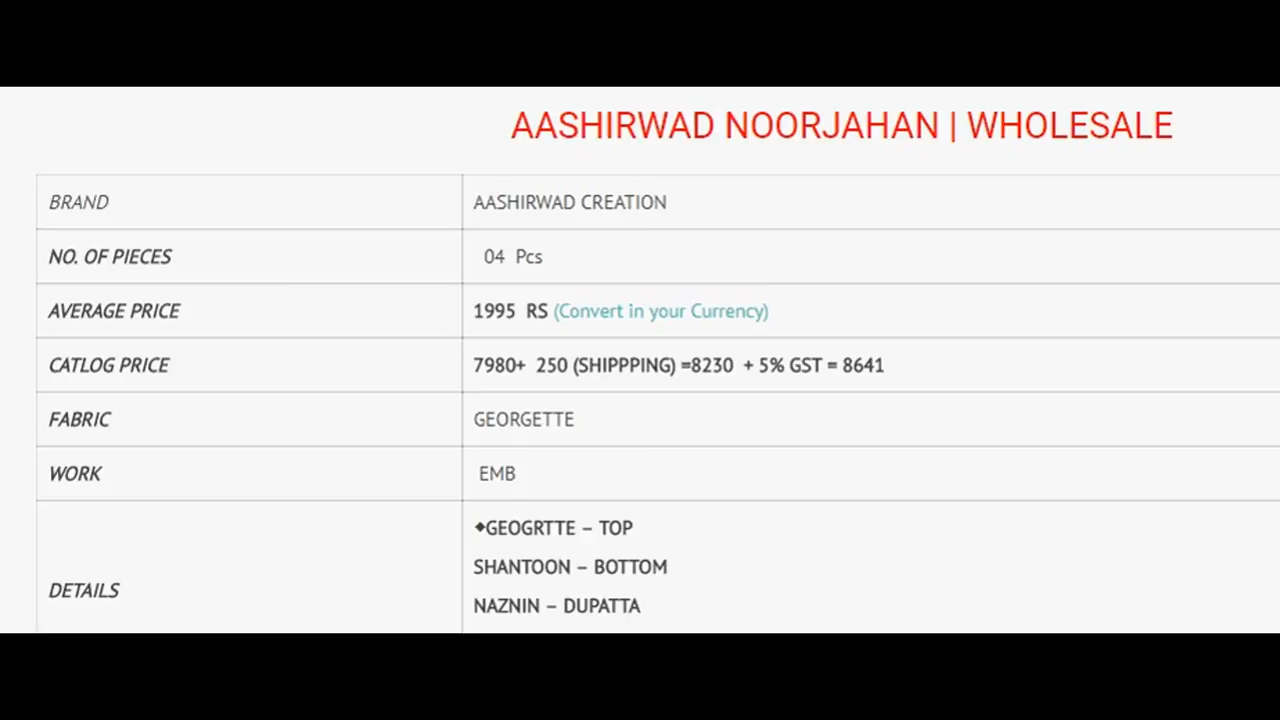 AASHIRWAD NOORJAHAN | WHOLESALE
BRAND AASHIRWAD CREATION
NO. OF PIECES 04 Pcs
AVERAGE PRICE 1995 RS (Convert in your Currency)
CATLOG PRICE 7980+ 250 (SHIPPPING) =8230 + 5% GST = 8641
FABRIC GEORGETTE
WORK EMB
DETAILS
◆GEOGRTTE – TOP
SHANTOON – BOTTOM
NAZNIN – DUPATTA